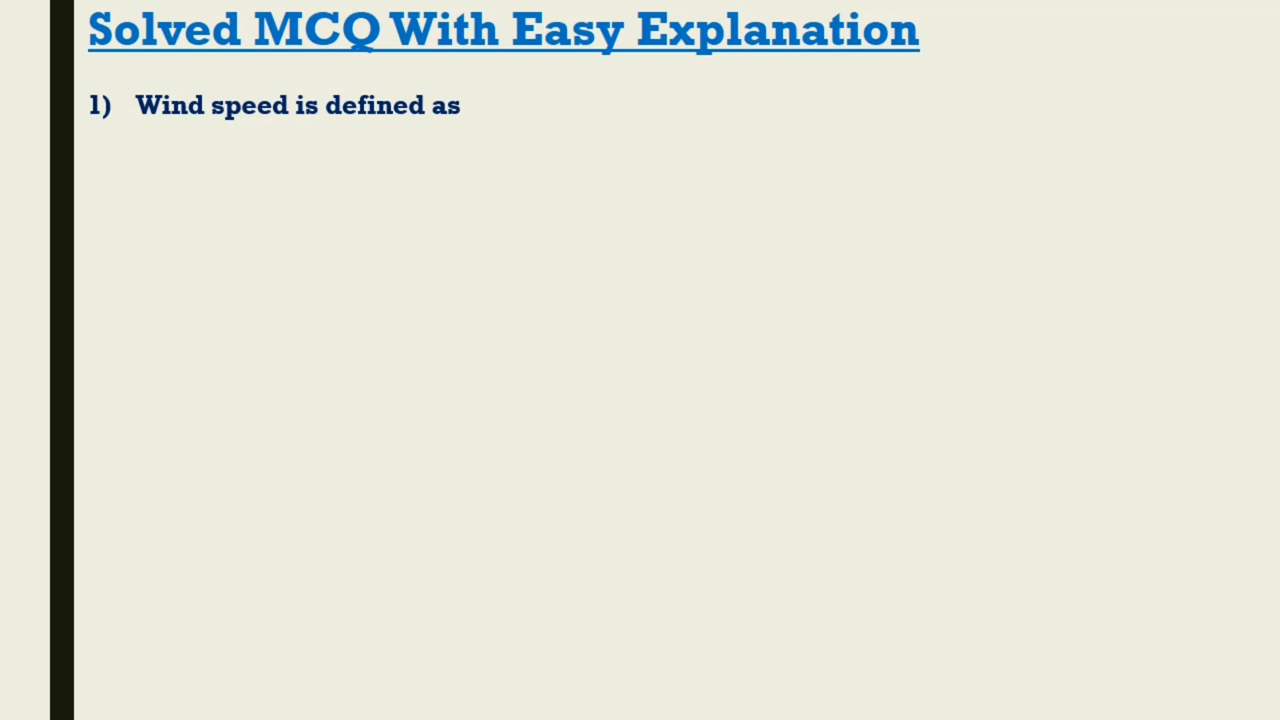 Solved MCQ With Easy Explanation
1) Wind speed is defined as